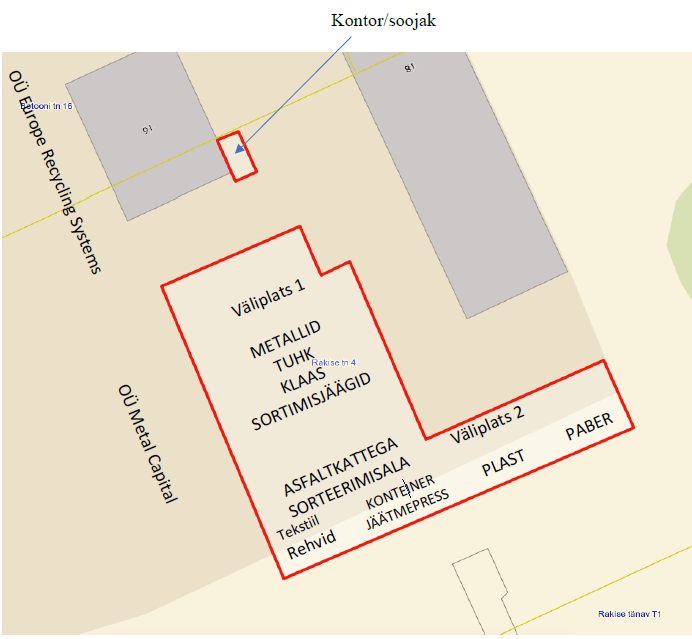 Kontor/soojak
18
Betooni tn 16
16
OÜ Europe Recycling Systems
Väliplats 1
METALLID
TUHK
Rakise tn 4
KLAAS
SORTIMISJÄÄGID
OÜ Metal Capital
Väliplats 2
PABER
PLAST
ASFALTKATTEGA
SORTEERIMISALA
KONTEINER
JÄÄTMEPRESS
Tekstiil
Rehvid
Rakise tänav T1